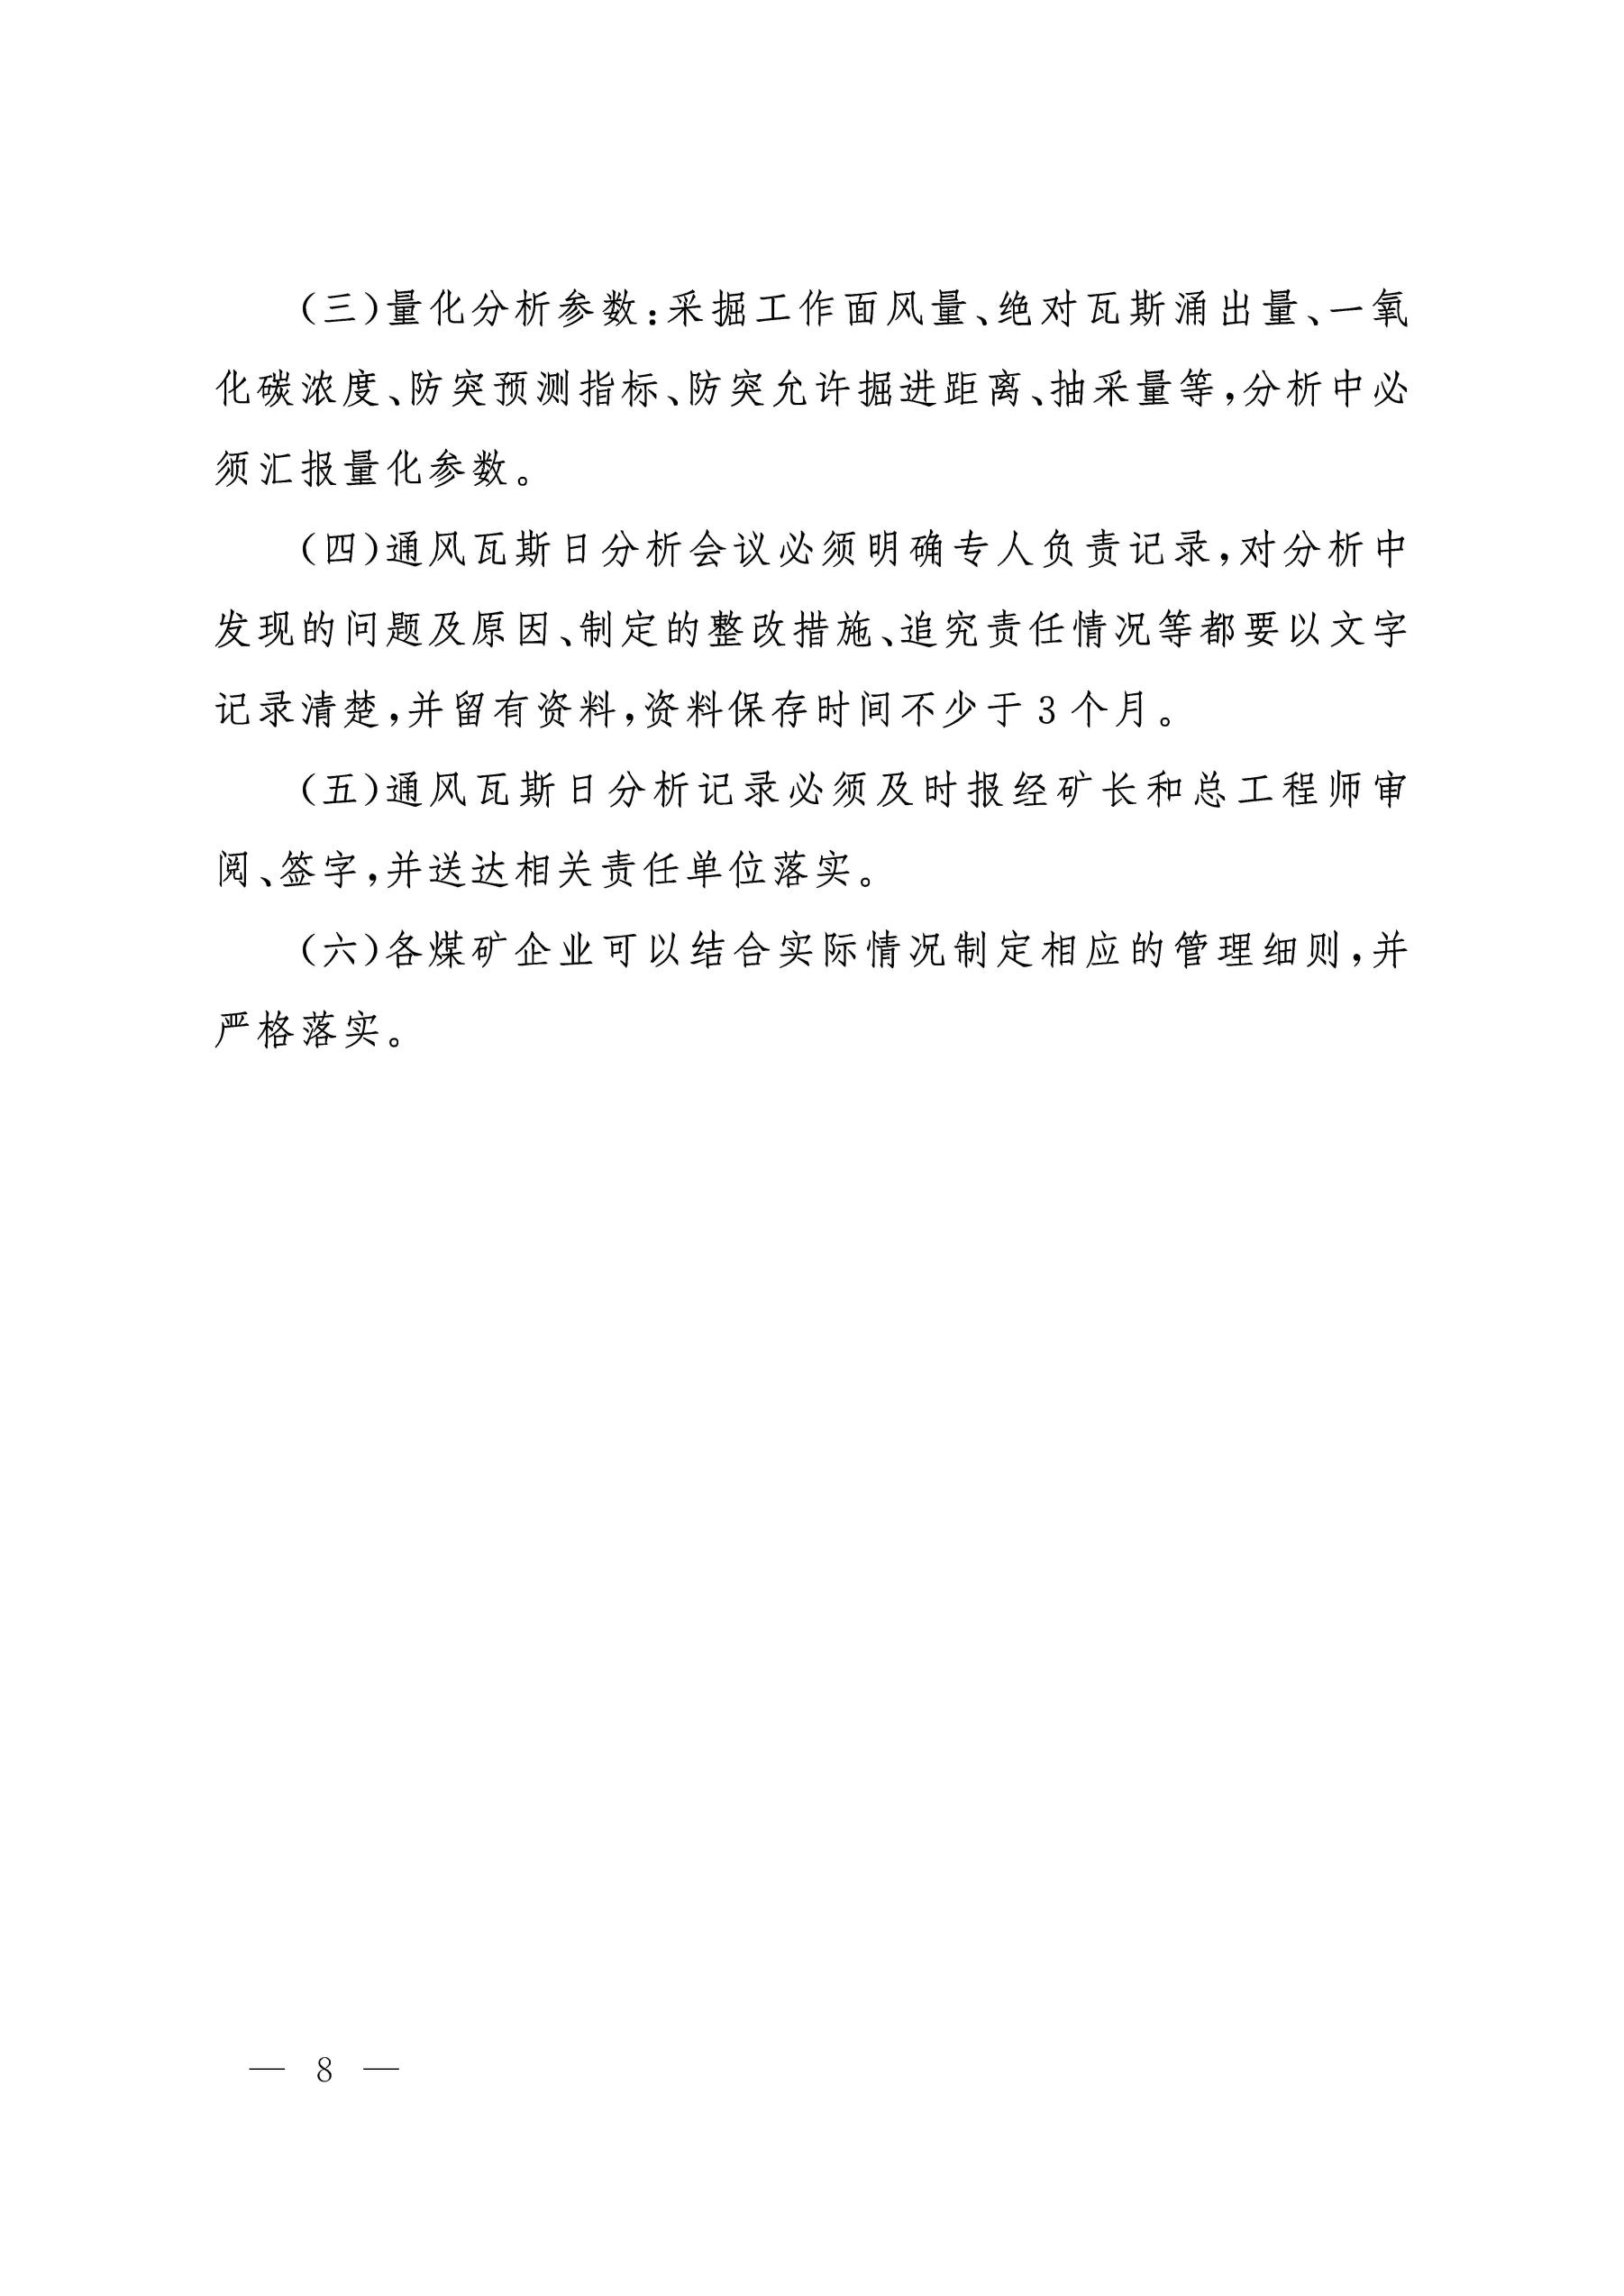 （三）量化分析参数：采掘工作面风量、绝对瓦斯涌出量、一氧
化碳浓度、防突预测指标、防突允许掘进距离、抽采量等，分析中必
须汇报量化参数。
（四）通风瓦斯日分析会议必须明确专人负责记录，对分析中
发现的问题及原因、制定的整改措施、追究责任情况等都要以文字
记录清楚，并留有资料，资料保存时间不少于 3 个月。
（五）通风瓦斯日分析记录必须及时报经矿长和总工程师审
阅、签字，并送达相关责任单位落实。
（六）各煤矿企业可以结合实际情况制定相应的管理细则，并
严格落实。
— 8 —